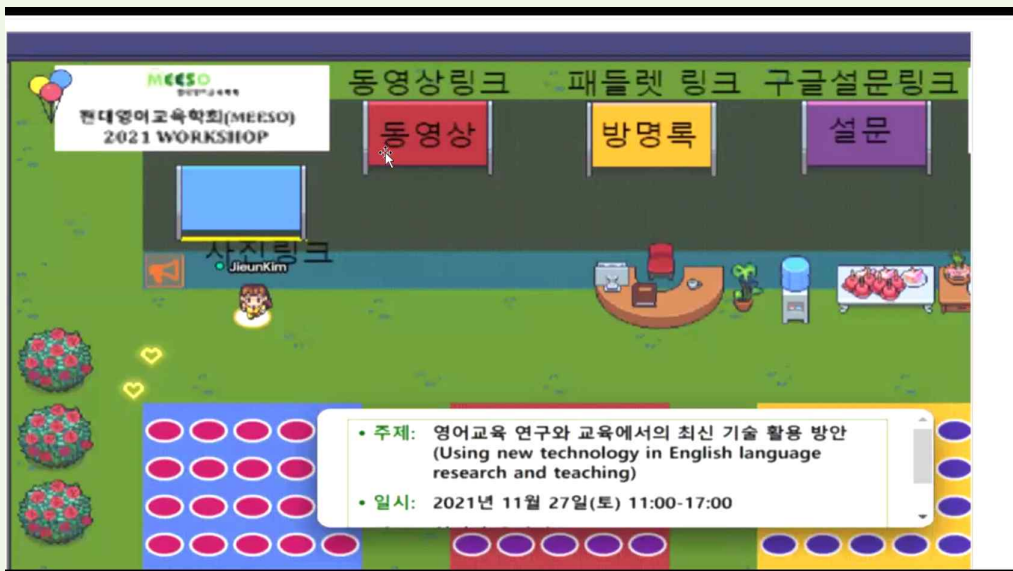 MEESO
현대영어교육학회(MEESO)
2021 WORKSHOP
동영상링크
패들렛 링크
구글설문링크
동영상
방명록
설문
사진링크
JieunKim
• 주제: 영어교육 연구와 교육에서의 최신 기술 활용 방안
(Using new technology in English language
research and teaching)
• 일시: 2021년 11월 27일(토) 11:00-17:00